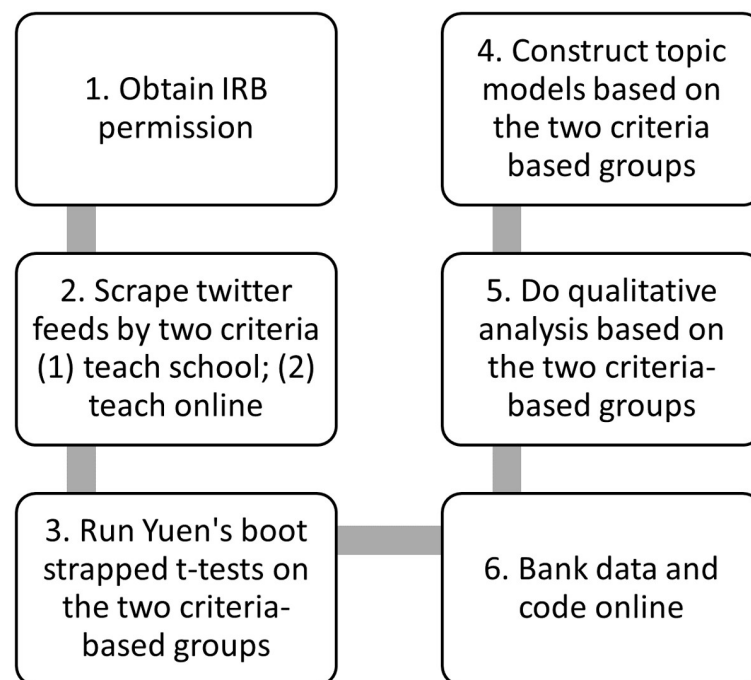 1. Obtain IRB
permission
2. Scrape twitter
feeds by two criteria
(1) teach school; (2)
teach online
3. Run Yuen's boot
strapped t-tests on
the two criteria-
based groups
4. Construct topic
models based on
the two criteria
based groups
5. Do qualitative
analysis based on
the two criteria-
based groups
6. Bank data and
code online